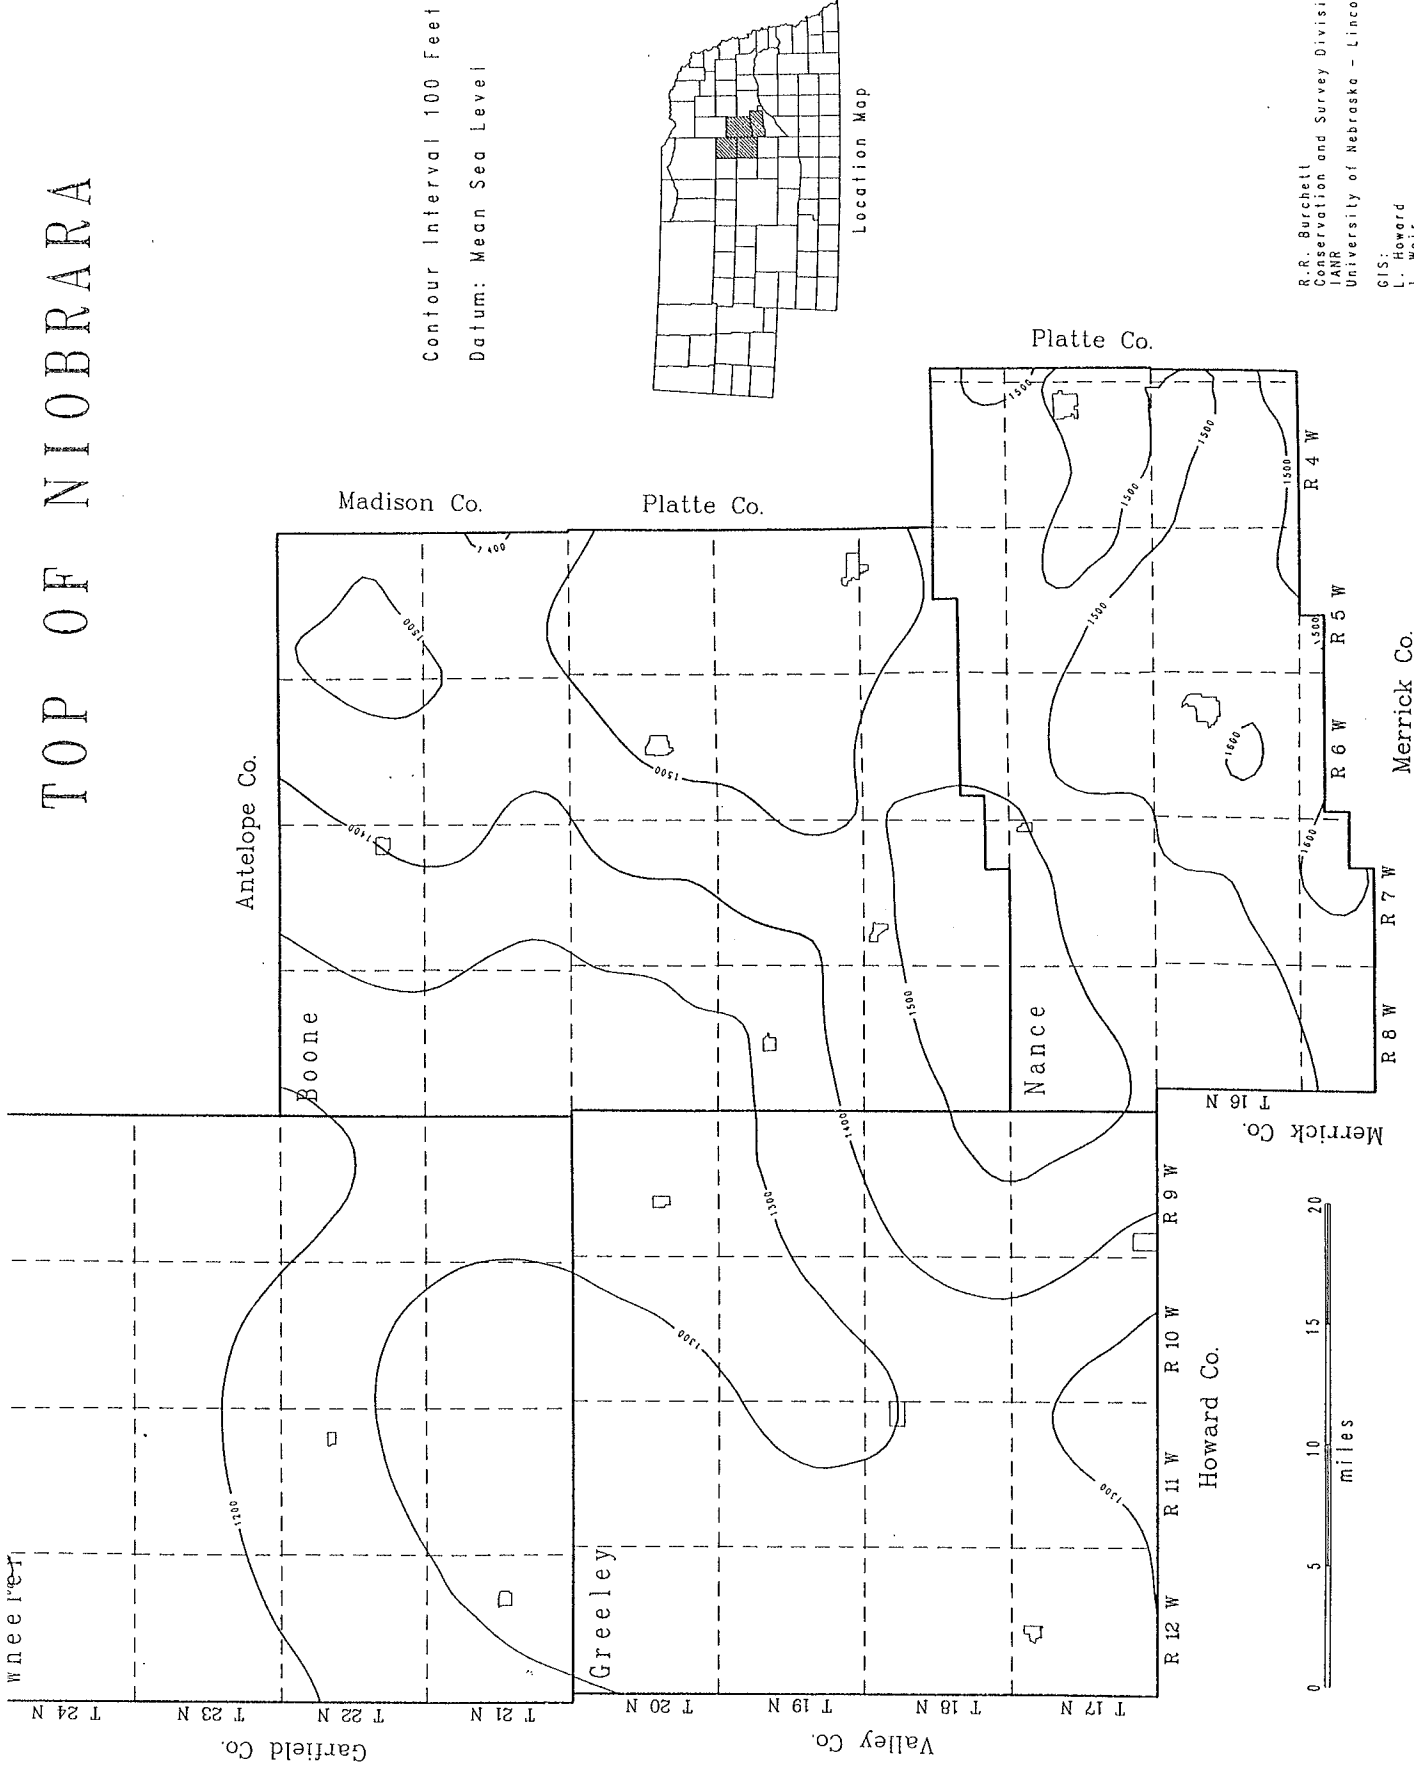 TOP OF NIOBRARA
Contour Interval 100 Feet
Datum: Mean Sea Level
Location Map
R.R. Burchett
Conservation and Survey
IANR
University of Nebraska -
GIS:
L. Howard
Wheeler
Antelope Co.
Madison Co.
Platte Co.
Platte Co.
Boone
Nance
Greeley
Garfield Co.
Valley Co.
Howard Co.
Merrick Co.
Merrick Co.
T 24 N
T 23 N
T 22 N
T 21 N
T 20 N
T 19 N
T 18 N
T 17 N
T 16 N
R 12 W
R 11 W
R 10 W
R 9 W
R 8 W
R 7 W
R 6 W
R 5 W
R 4 W
1200
1300
1300
1300
1400
1400
1400
1500
1500
1500
1500
1500
1500
1500
1500
1500
1600
1600
0 5 10 15 20
miles